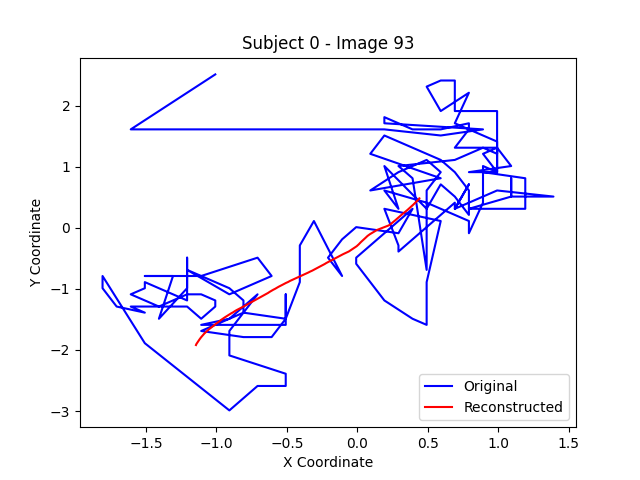 Subject 0 - Image 93
Y Coordinate
2
1
0
−1
−2
−3
−1.5 −1.0 −0.5 0.0 0.5 1.0 1.5
X Coordinate
Original
Reconstructed